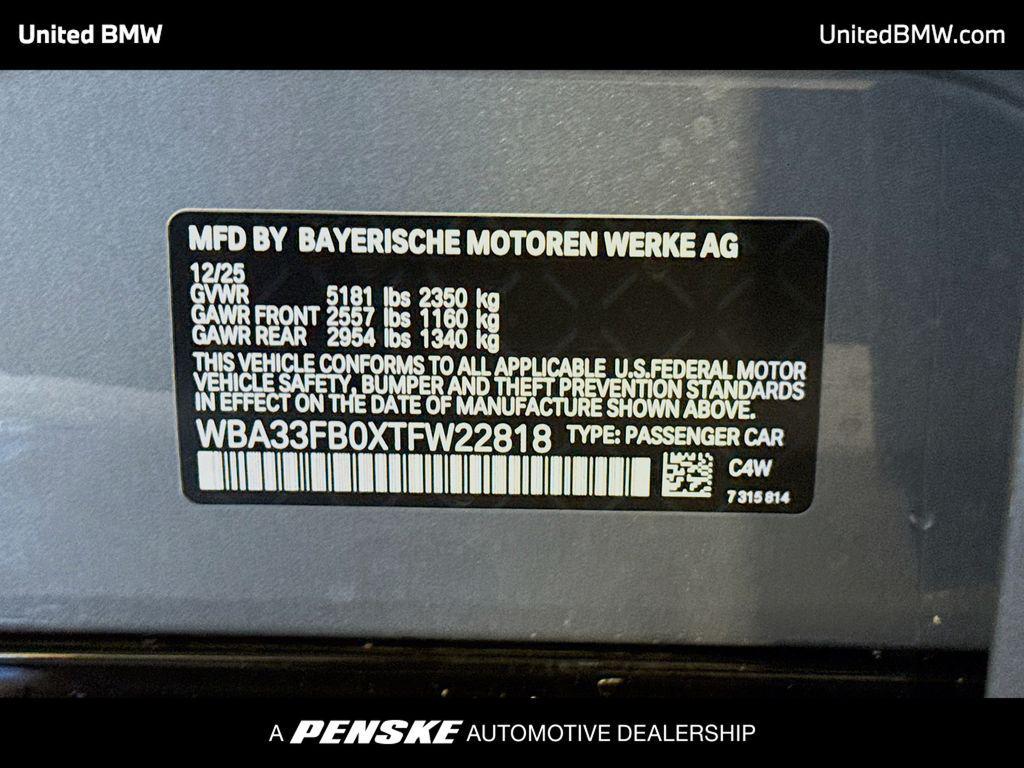 United BMW
UnitedBMW.com
MFD BY BAYERISCHE MOTOREN WERKE AG
12/25
GVWR 5181 lbs 2350 kg
GAWR FRONT 2557 lbs 1160 kg
GAWR REAR 2954 lbs 1340 kg
THIS VEHICLE CONFORMS TO ALL APPLICABLE U.S.FEDERAL MOTOR
VEHICLE SAFETY, BUMPER AND THEFT PREVENTION STANDARDS
IN EFFECT ON THE DATE OF MANUFACTURE SHOWN ABOVE.
WBA33FB0XTFW22818 TYPE: PASSENGER CAR
C4W
7315814
A PENSKE AUTOMOTIVE DEALERSHIP